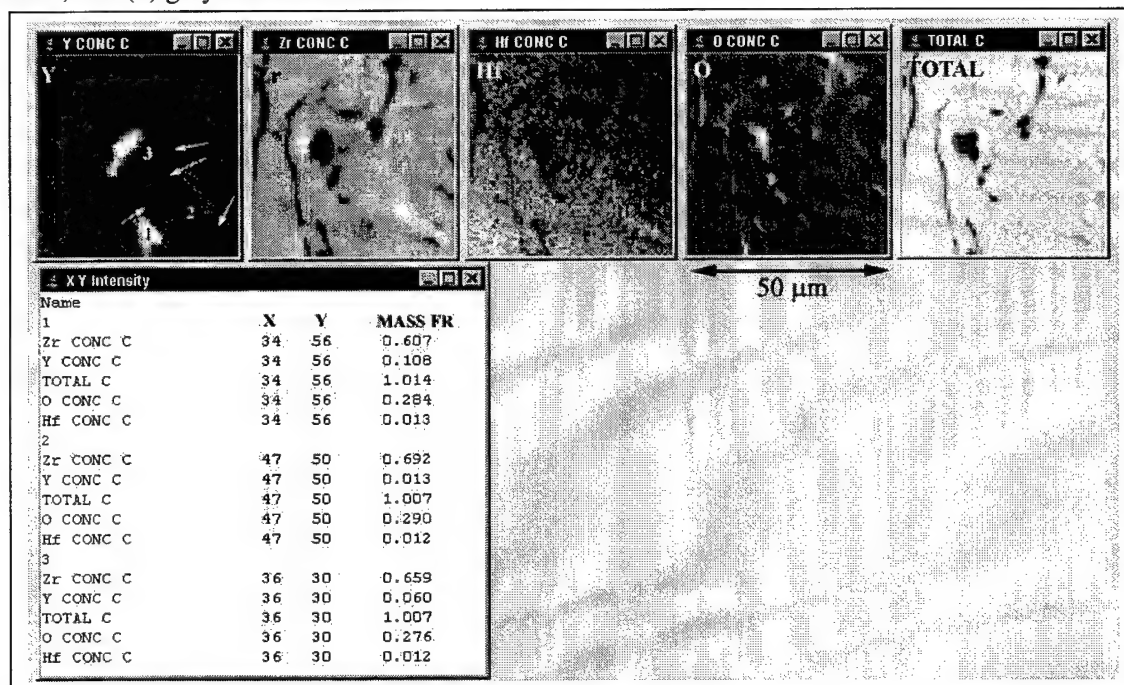 Y CONC C
Zr CONC C
Hf CONC C
O CONC C
TOTAL C
Y
Zr
Hf
O
TOTAL
3
2
1
50 μm
X Y Intensity
Name
1 X Y MASS FR
Zr CONC C 34 56 0.607
Y CONC C 34 56 0.108
TOTAL C 34 56 1.014
O CONC C 34 56 0.284
Hf CONC C 34 56 0.013
2
Zr CONC C 47 50 0.692
Y CONC C 47 50 0.013
TOTAL C 47 50 1.007
O CONC C 47 50 0.290
Hf CONC C 47 50 0.012
3
Zr CONC C 36 30 0.659
Y CONC C 36 30 0.060
TOTAL C 36 30 1.007
O CONC C 36 30 0.276
Hf CONC C 36 30 0.012